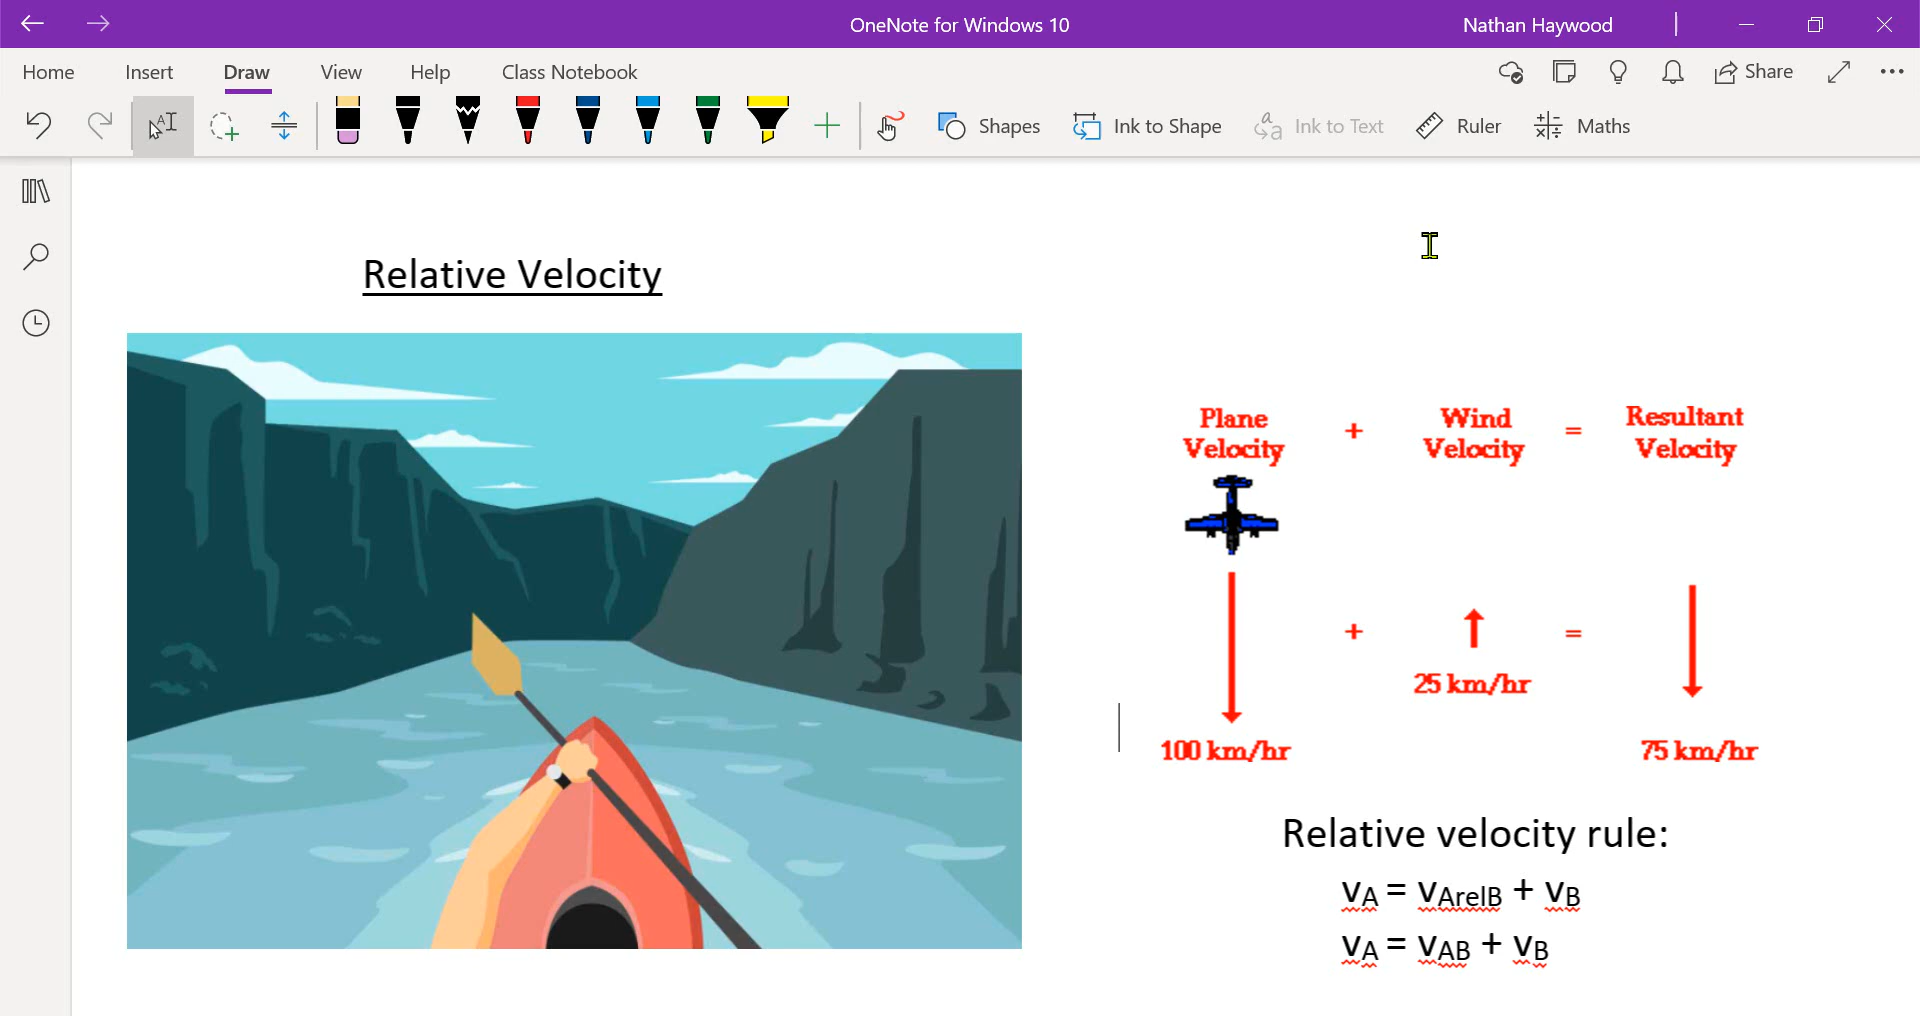 OneNote for Windows 10
Nathan Haywood
Home Insert Draw View Help Class Notebook
Share
Shapes Ink to Shape Ink to Text Ruler Maths
Relative Velocity
Plane Velocity + Wind Velocity = Resultant Velocity
+ =
25 km/hr
100 km/hr 75 km/hr
Relative velocity rule:
vA = vArelB + vB
vA = vAB + vB